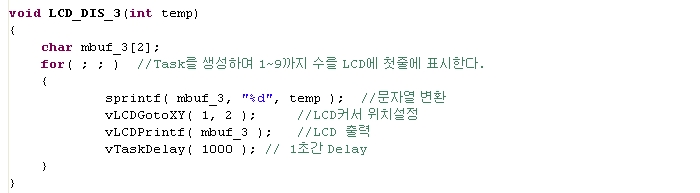 void LCD_DIS_3(int temp)
{
char mbuf_3[2];
for( ; ; )  //Task를 생성하며 1~9까지 수를 LCD에 첫줄에 표시한다.
{
sprintf( mbuf_3, "%d", temp );  //문자열 변환
vLCDGotoXY( 1, 2 );     //LCD커서 위치설정
vLCDPrintf( mbuf_3 );   //LCD 출력
vTaskDelay( 1000 ); // 1초간 Delay
}
}